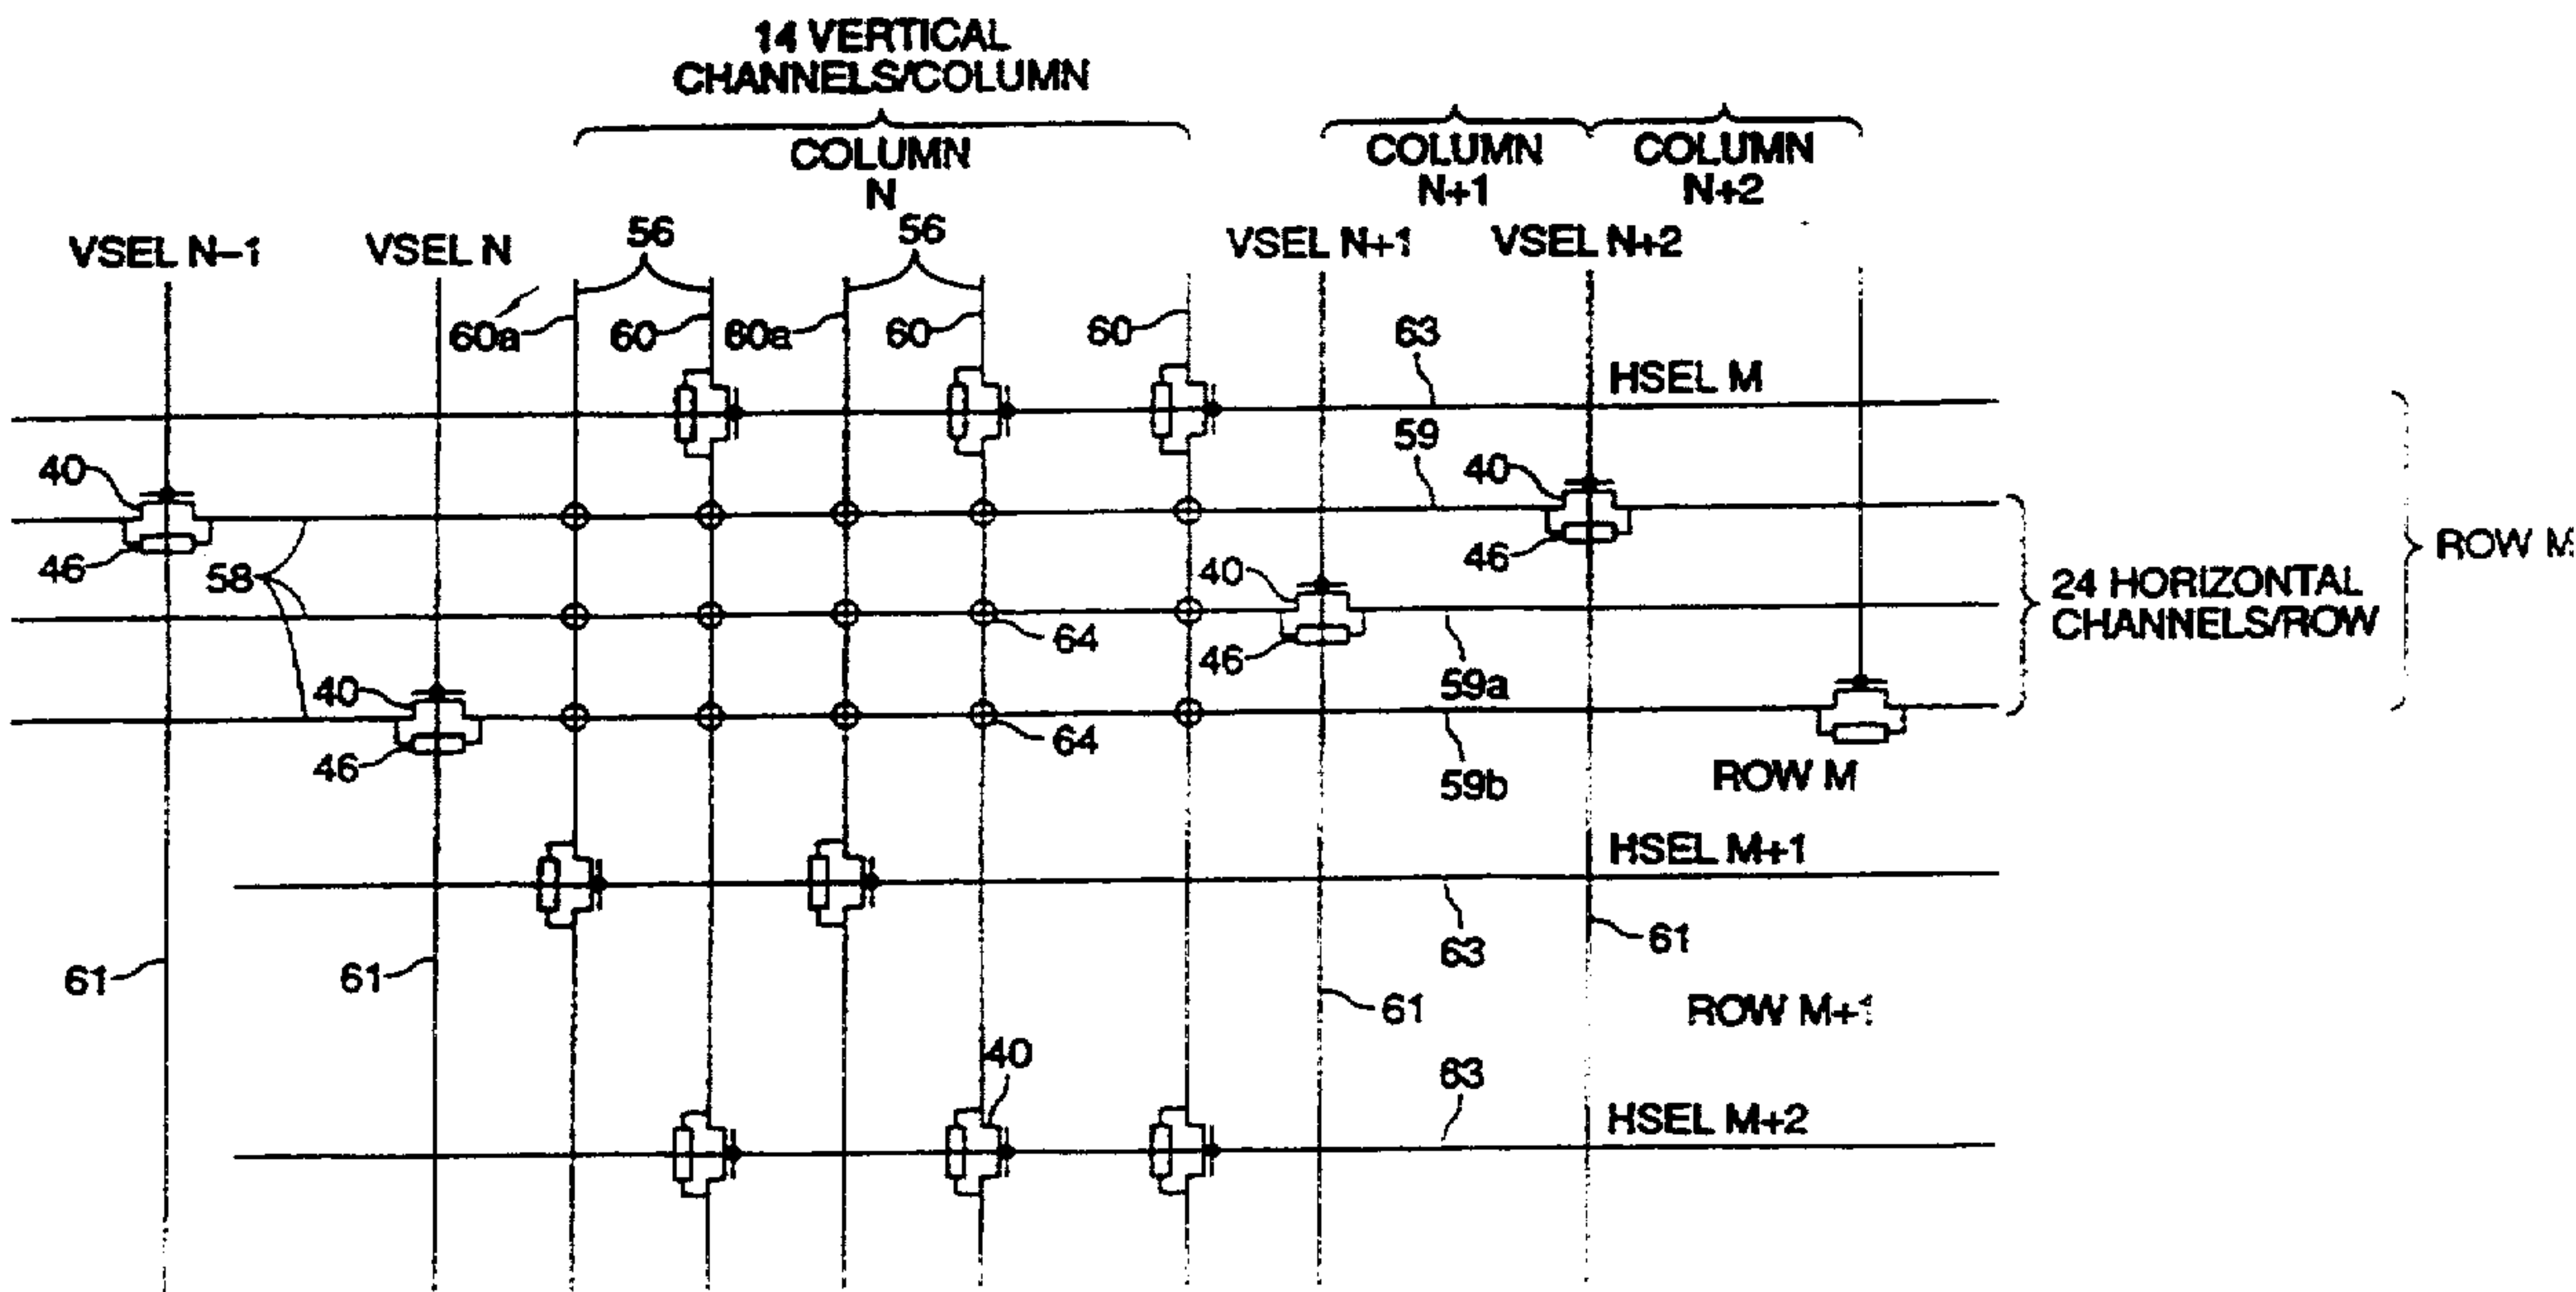 14 VERTICAL
CHANNELS/COLUMN
COLUMN
N
COLUMN
N+1
COLUMN
N+2
VSEL N-1
VSEL N
56
56
VSEL N+1
VSEL N+2
60a
60
60a
60
60
63
HSEL M
40
59
40
46
58
46
40
64
46
59a
24 HORIZONTAL
CHANNELS/ROW
ROW M
40
46
64
59b
ROW M
HSEL M+1
63
61
61
61
61
ROW M+1
40
63
HSEL M+2